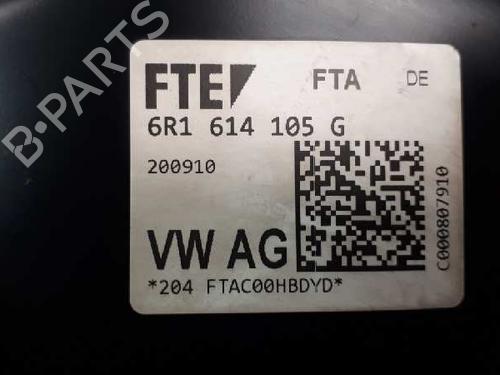 B-PARTS
FTE FTA DE
6R1 614 105 G
200910
VW AG
*204 FTAC00HBDYD*
C000807910